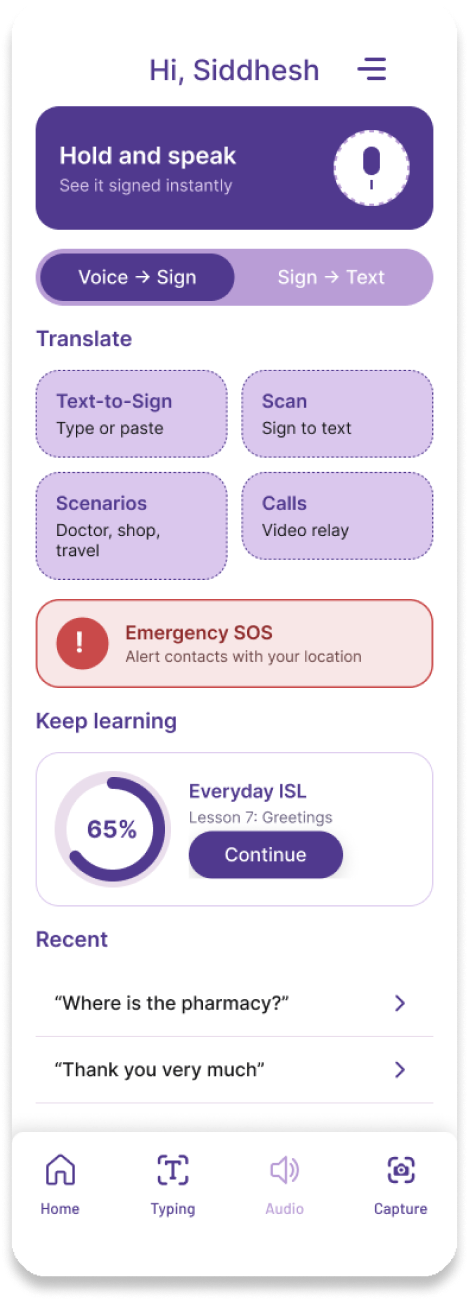 Hi, Siddhesh
Hold and speak
See it signed instantly
Voice → Sign
Sign → Text
Translate
Text-to-Sign
Type or paste
Scan
Sign to text
Scenarios
Doctor, shop,
travel
Calls
Video relay
!
Emergency SOS
Alert contacts with your location
Keep learning
65%
Everyday ISL
Lesson 7: Greetings
Continue
Recent
“Where is the pharmacy?”
“Thank you very much”
T
Home
Typing
Audio
Capture